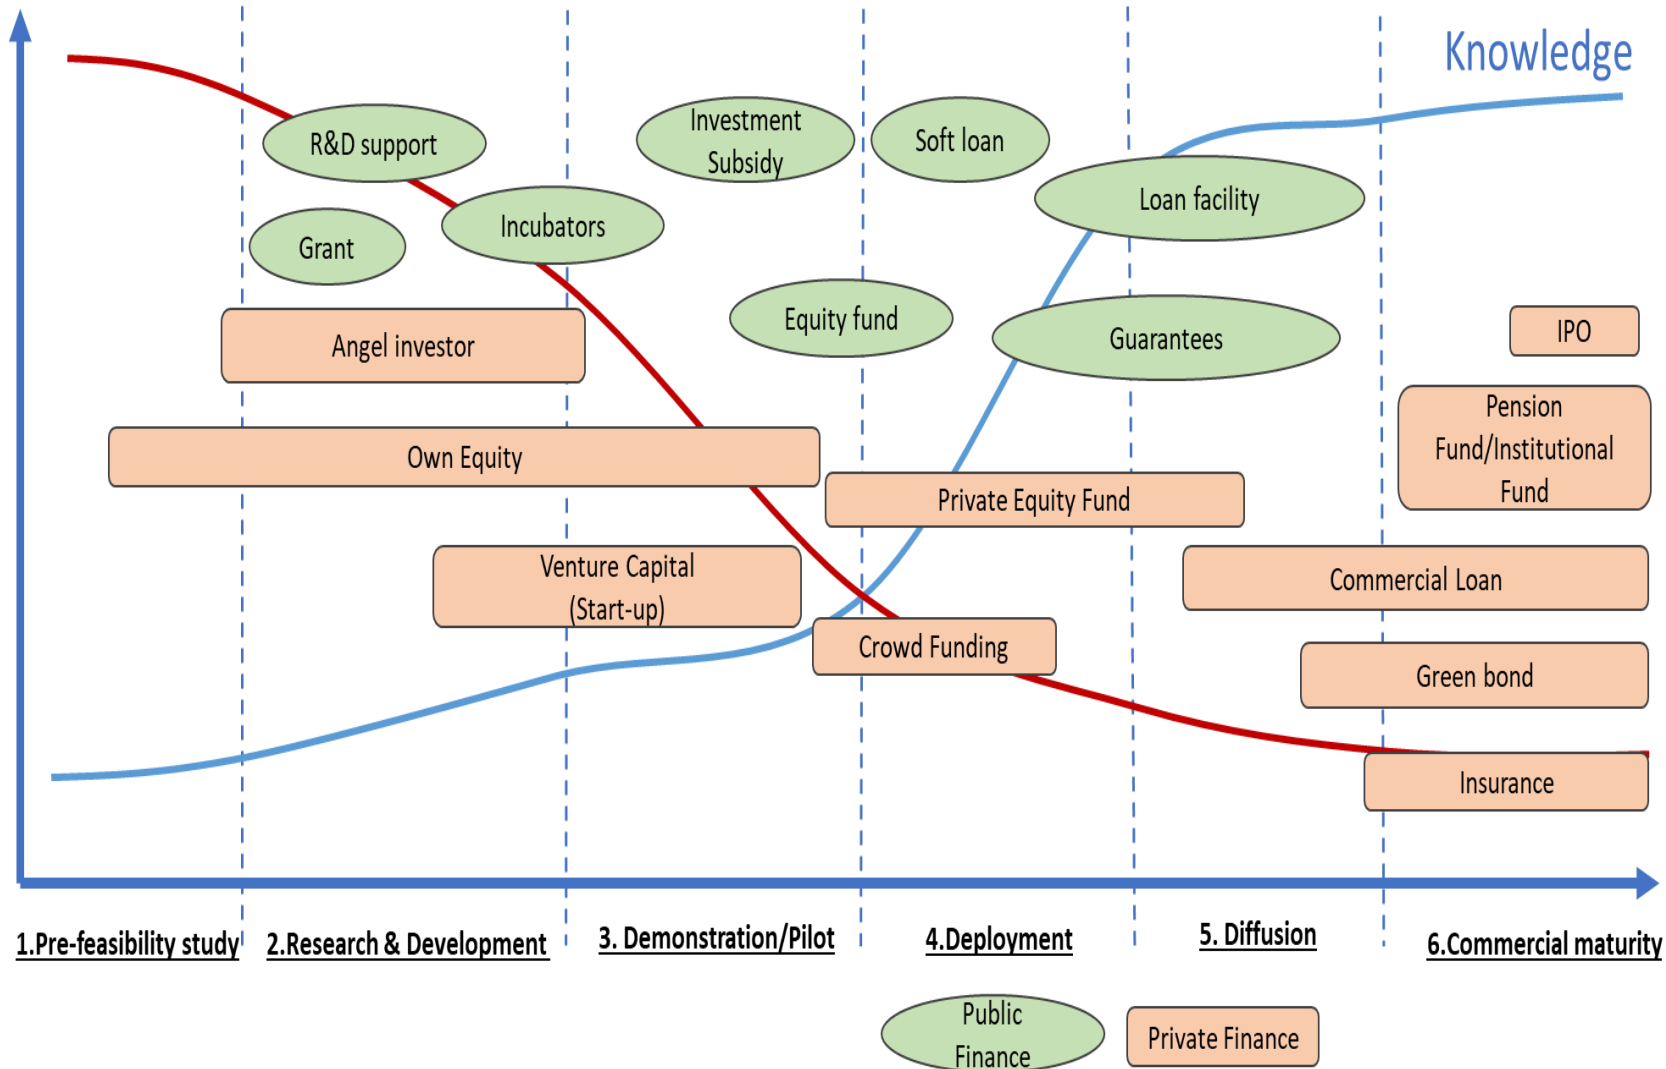 Knowledge
R&D support
Investment
Subsidy
Soft loan
Loan facility
Incubators
Grant
Equity fund
Guarantees
IPO
Angel investor
Pension
Fund/Institutional
Fund
Own Equity
Private Equity Fund
Venture Capital
(Start-up)
Commercial Loan
Crowd Funding
Green bond
Insurance
1.Pre-feasibility study
2.Research & Development
3. Demonstration/Pilot
4.Deployment
5. Diffusion
6.Commercial maturity
Public
Finance
Private Finance